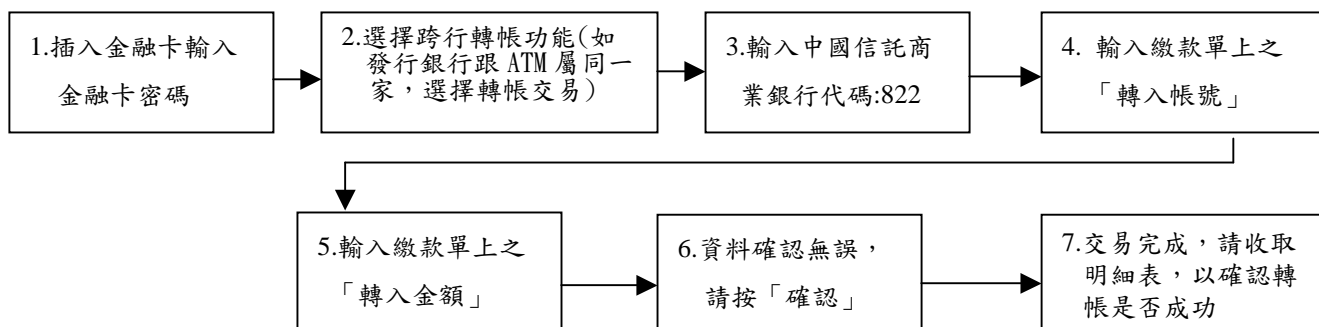 1.插入金融卡輸入
金融卡密碼
2.選擇跨行轉帳功能(如
發行銀行跟 ATM 屬同一
家，選擇轉帳交易)
3.輸入中國信託商
業銀行代碼:822
4. 輸入繳款單上之
「轉入帳號」
5.輸入繳款單上之
「轉入金額」
6.資料確認無誤，
請按「確認」
7.交易完成，請收取
明細表，以確認轉
帳是否成功